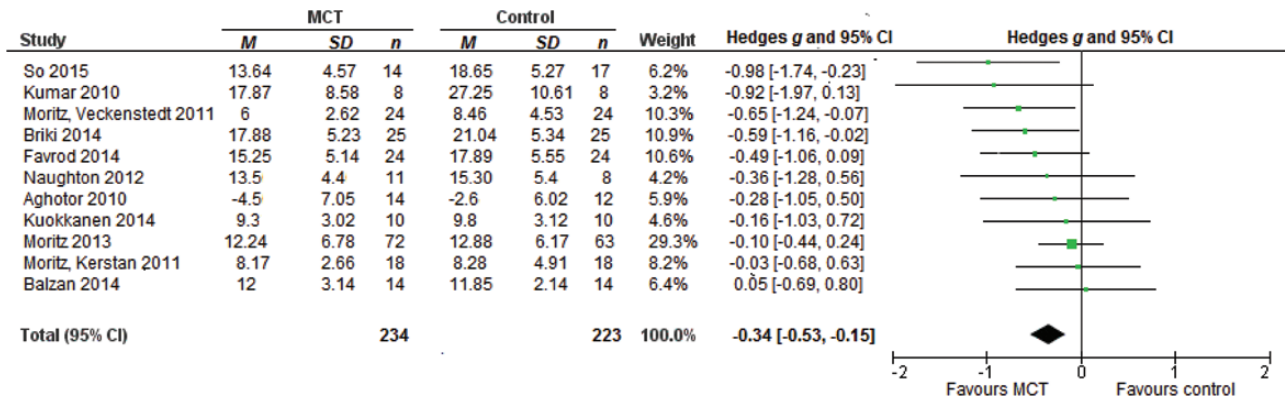 MCT Control
Study M SD n M SD n Weight Hedges g and 95% CI Hedges g and 95% CI
So 2015 13.64 4.57 14 18.65 5.27 17 6.2% -0.98 [-1.74, -0.23]
Kumar 2010 17.87 8.58 8 27.25 10.61 8 3.2% -0.92 [-1.97, 0.13]
Moritz, Veckenstedt 2011 6 2.62 24 8.46 4.53 24 10.3% -0.65 [-1.24, -0.07]
Briki 2014 17.88 5.23 25 21.04 5.34 25 10.9% -0.59 [-1.16, -0.02]
Favrod 2014 15.25 5.14 24 17.89 5.55 24 10.6% -0.49 [-1.06, 0.09]
Naughton 2012 13.5 4.4 11 15.30 5.4 8 4.2% -0.36 [-1.28, 0.56]
Aghotor 2010 -4.5 7.05 14 -2.6 6.02 12 5.9% -0.28 [-1.05, 0.50]
Kuokkanen 2014 9.3 3.02 10 9.8 3.12 10 4.6% -0.16 [-1.03, 0.72]
Moritz 2013 12.24 6.78 72 12.88 6.17 63 29.3% -0.10 [-0.44, 0.24]
Moritz, Kerstan 2011 8.17 2.66 18 8.28 4.91 18 8.2% -0.03 [-0.68, 0.63]
Balzan 2014 12 3.14 14 11.85 2.14 14 6.4% 0.05 [-0.69, 0.80]
Total (95% CI) 234 223 100.0% -0.34 [-0.53, -0.15]
-2 -1 0 1 2
Favours MCT Favours control